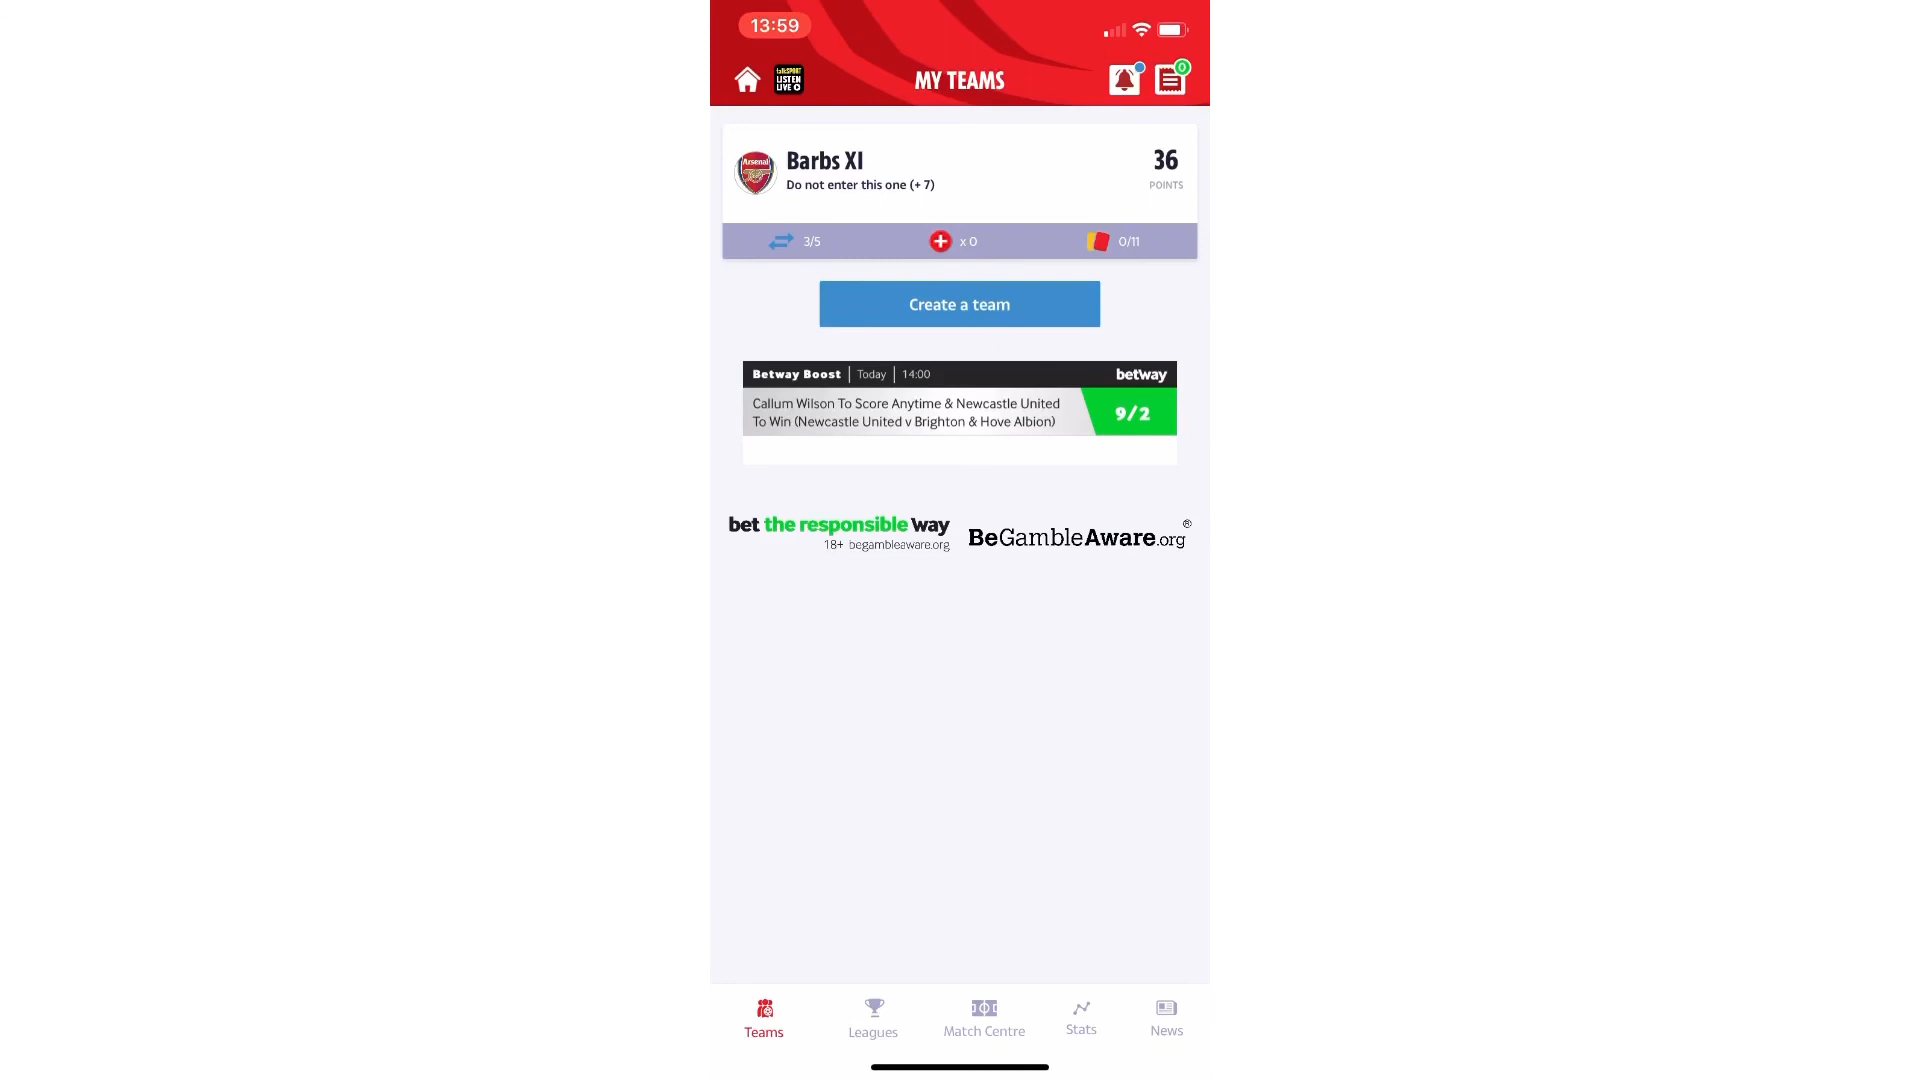 13:59
talkSPORT
LISTEN
LIVE
MY TEAMS
0
Arsenal
Barbs XI
36
Do not enter this one (+ 7)
POINTS
3/5
x 0
0/11
Create a team
Betway Boost | Today | 14:00
betway
Callum Wilson To Score Anytime & Newcastle United
To Win (Newcastle United v Brighton & Hove Albion)
9/2
bet the responsible way
18+ begambleaware.org
BeGambleAware.org®
Teams
Leagues
Match Centre
Stats
News